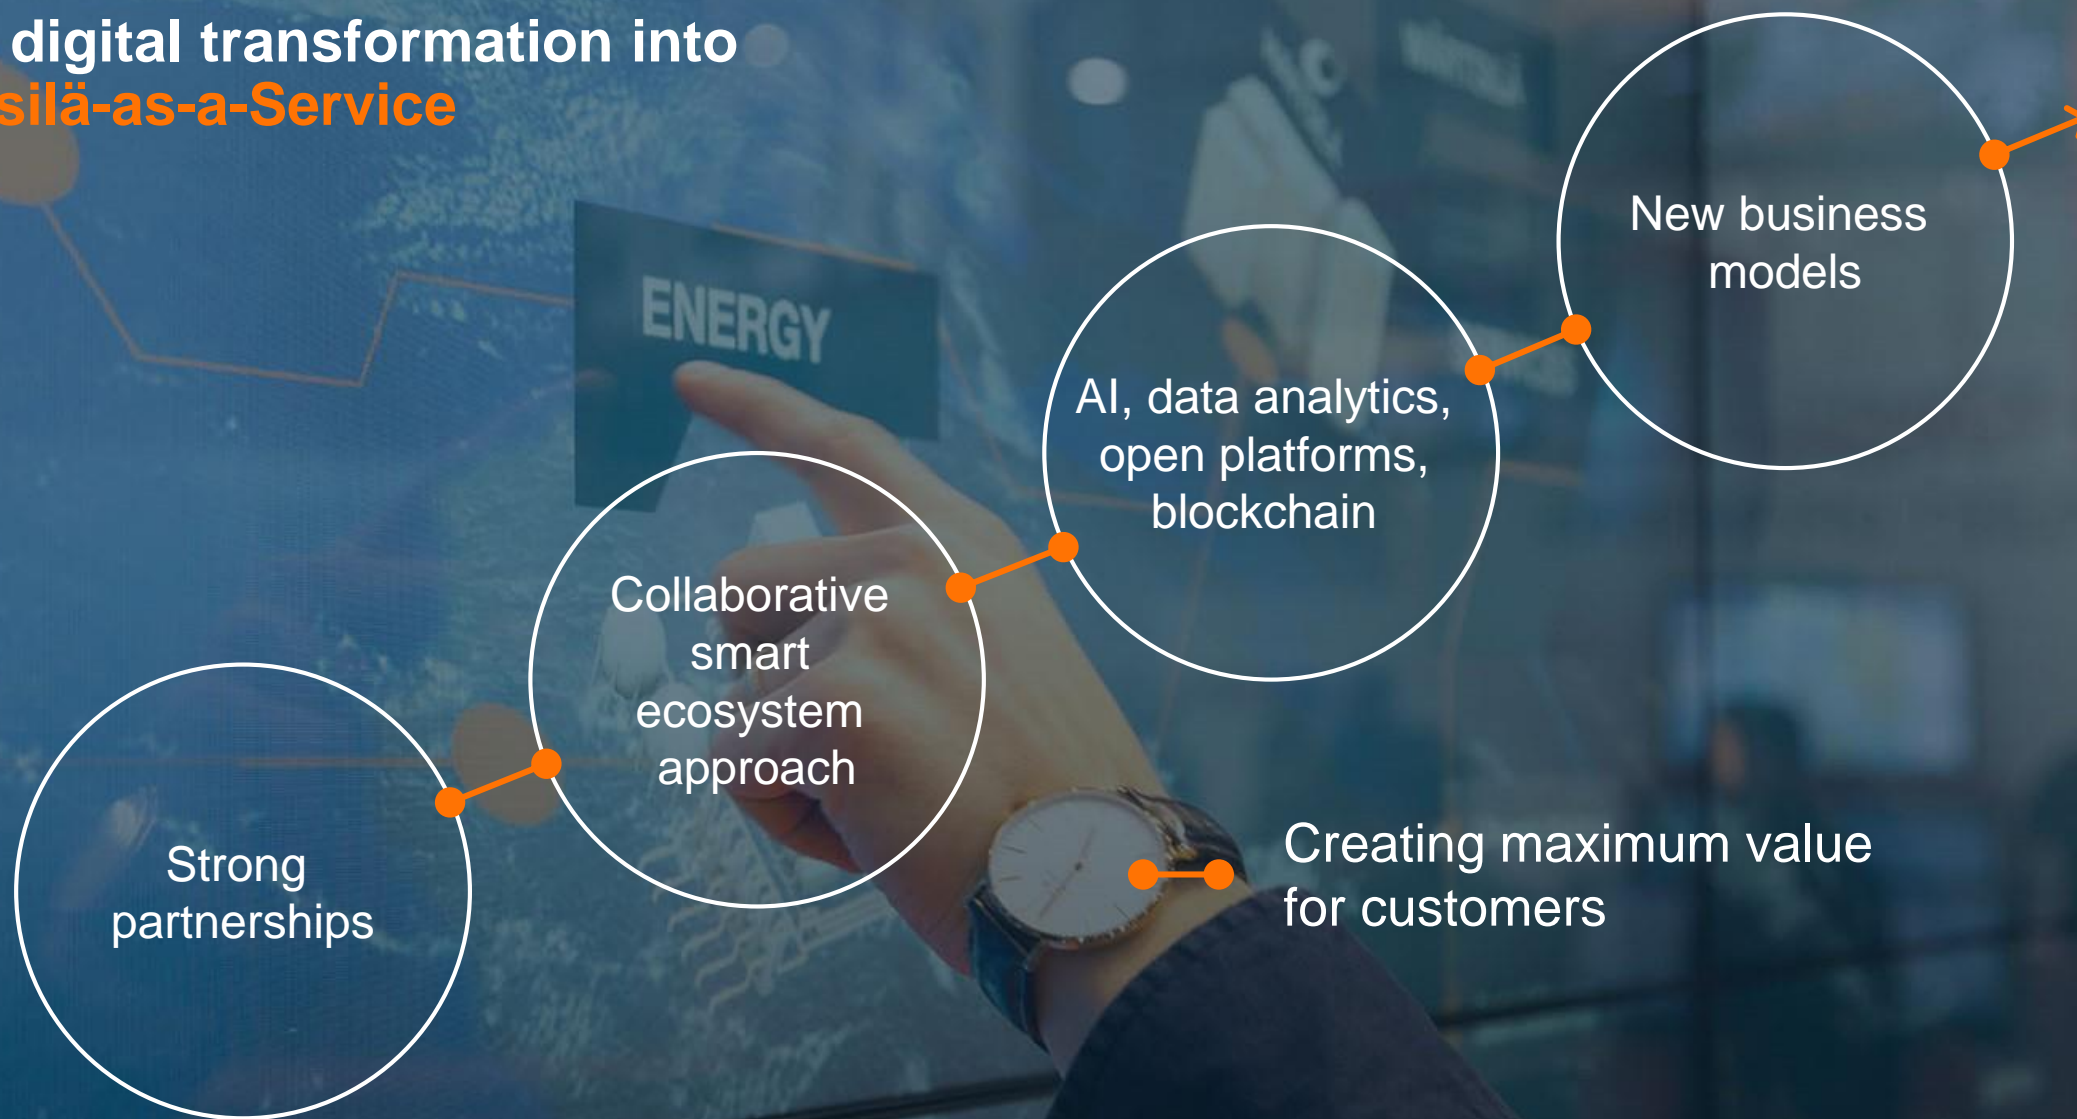 digital transformation into
silä-as-a-Service
WÄRTSILÄ
ENERGY
New business
models
AI, data analytics,
open platforms,
blockchain
Collaborative
smart
ecosystem
approach
Strong
partnerships
Creating maximum value
for customers